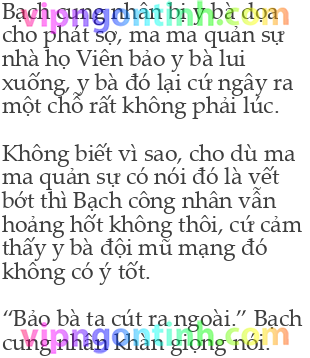 Bạch cung nhân bị y bà dọa
cho phát sợ, ma ma quản sự
nhà họ Viên bảo y bà lui
xuống, y bà đó lại cứ ngây ra
một chỗ rất không phải lúc.

Không biết vì sao, cho dù ma
ma quản sự có nói đó là vết
bớt thì Bạch công nhân vẫn
hoảng hốt không thôi, cứ cảm
thấy y bà đội mũ mạng đó
không có ý tốt.

“Bảo bà ta cút ra ngoài.” Bạch
cung nhân khàn giọng nói.
vipngontinh.com
vipngontinh.com